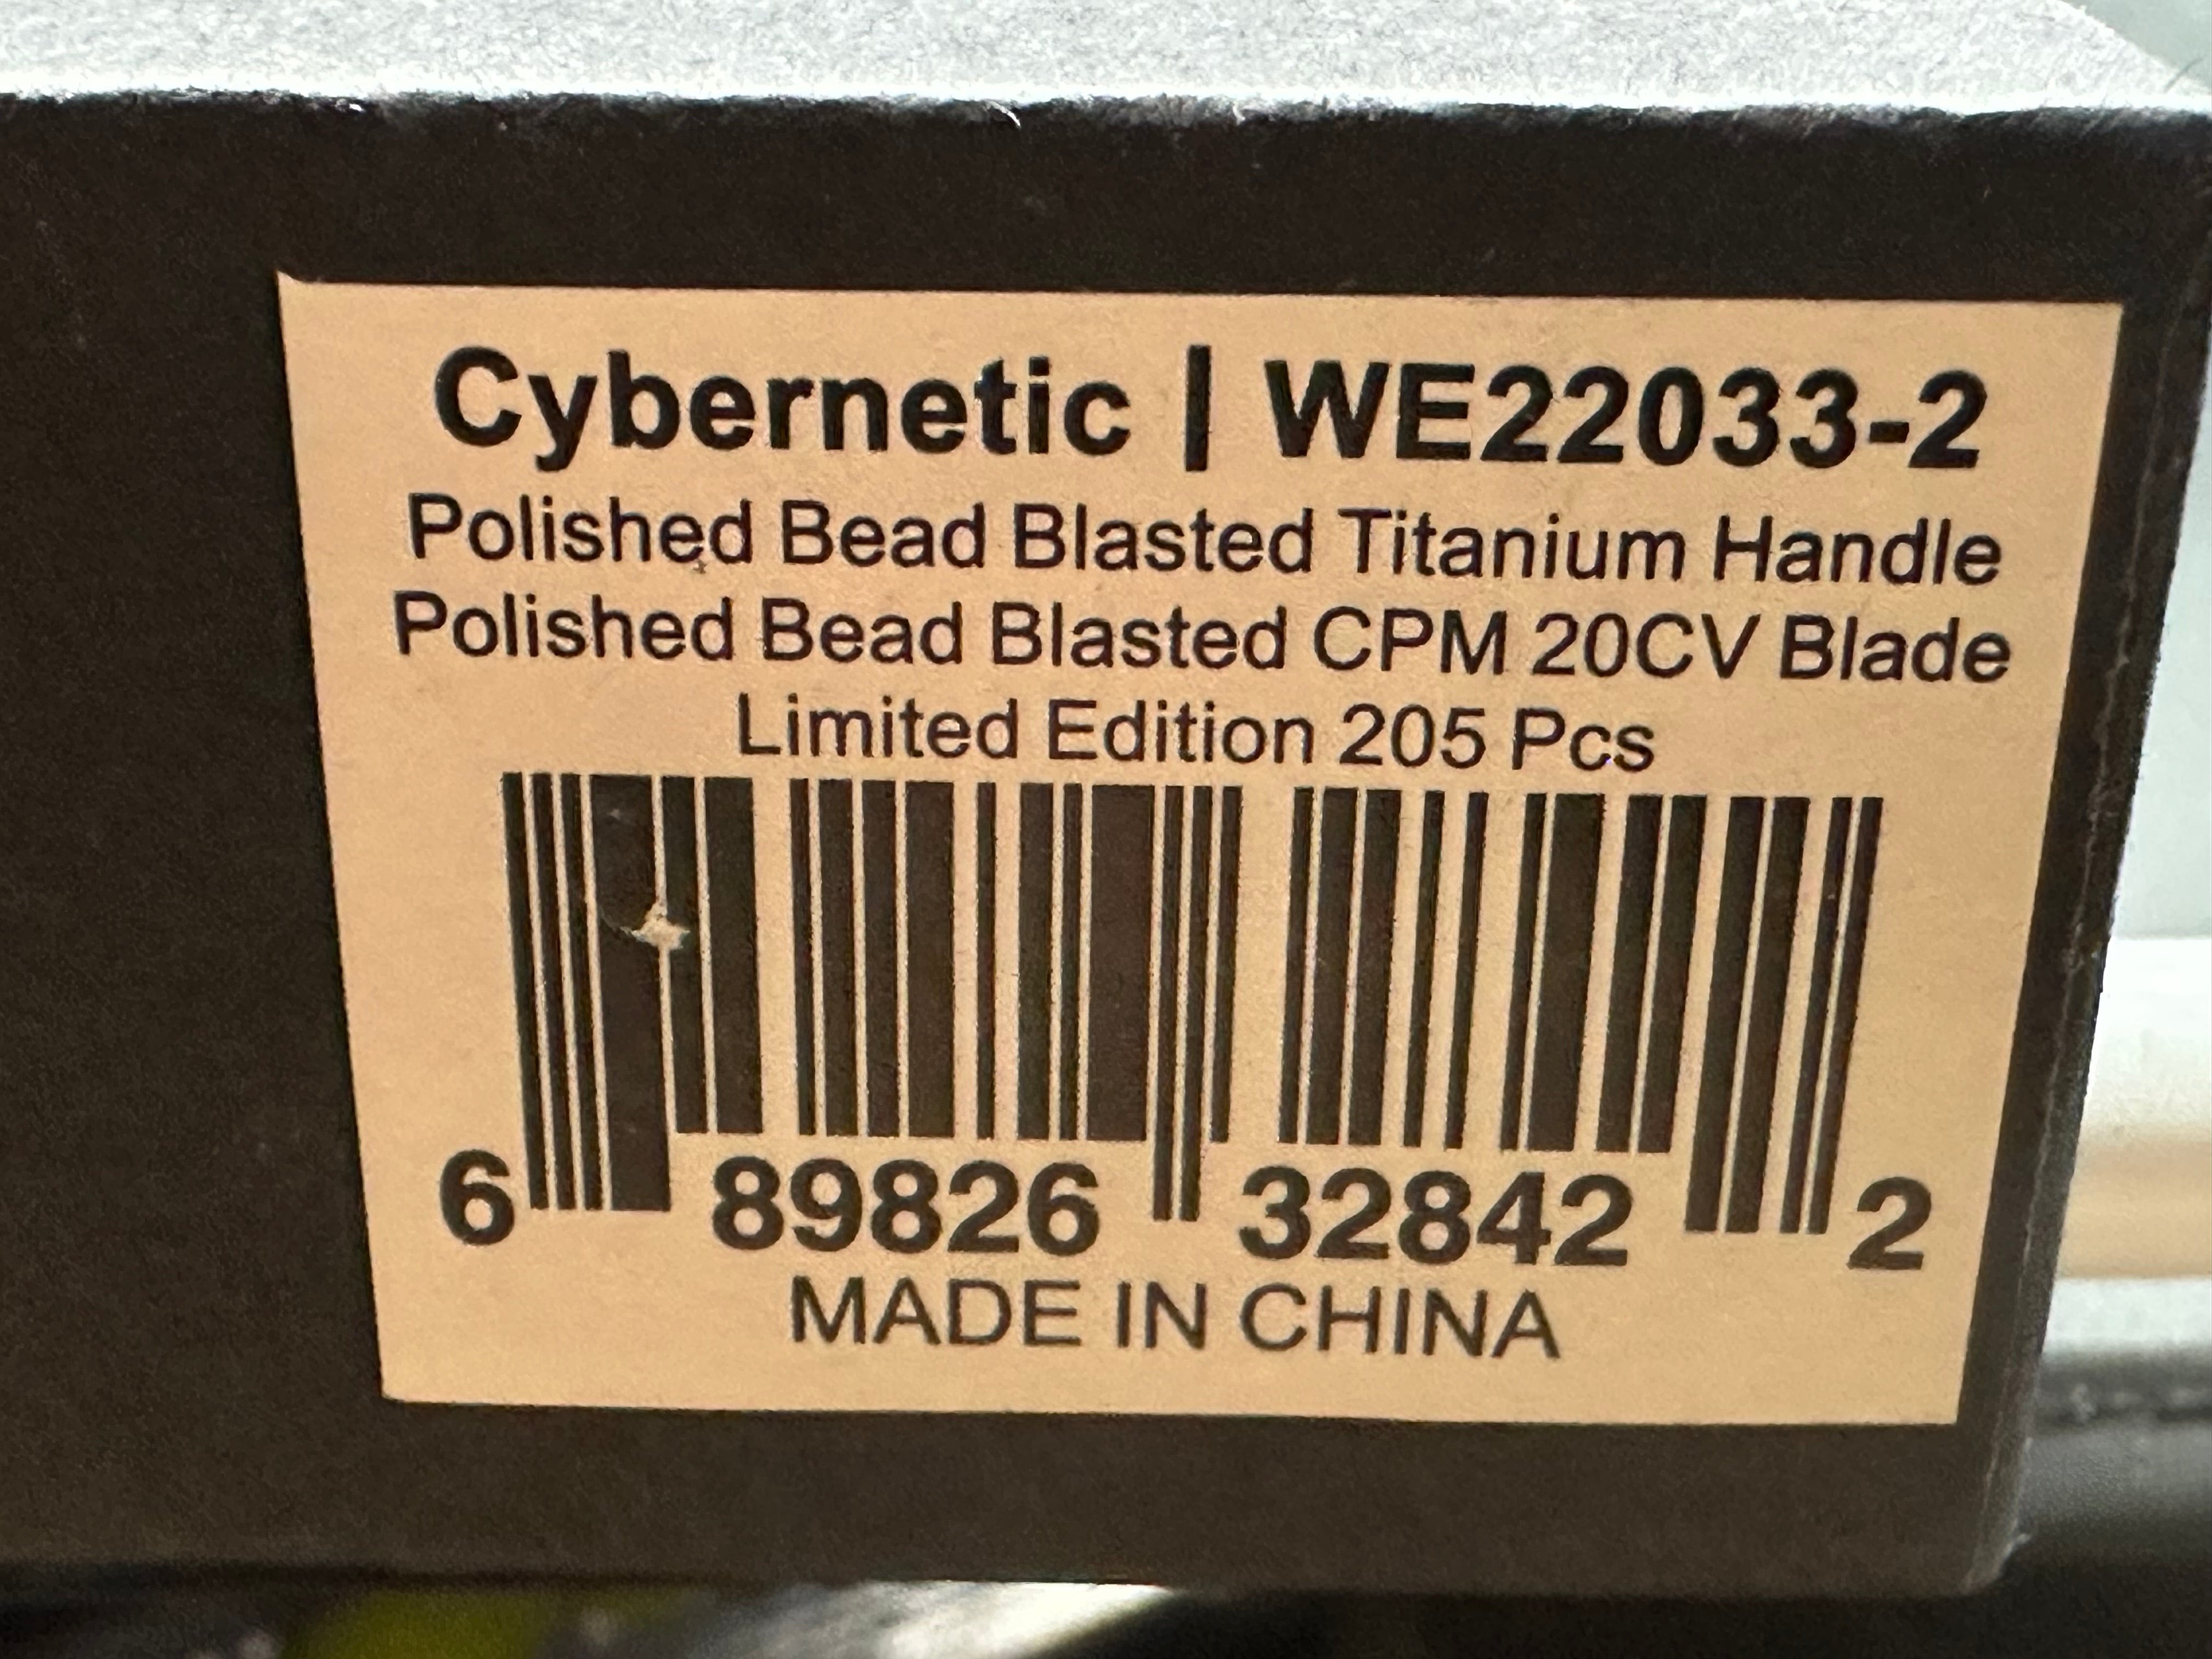 Cybernetic | WE22033-2
Polished Bead Blasted Titanium Handle
Polished Bead Blasted CPM 20CV Blade
Limited Edition 205 Pcs
6 89826 32842 2
MADE IN CHINA